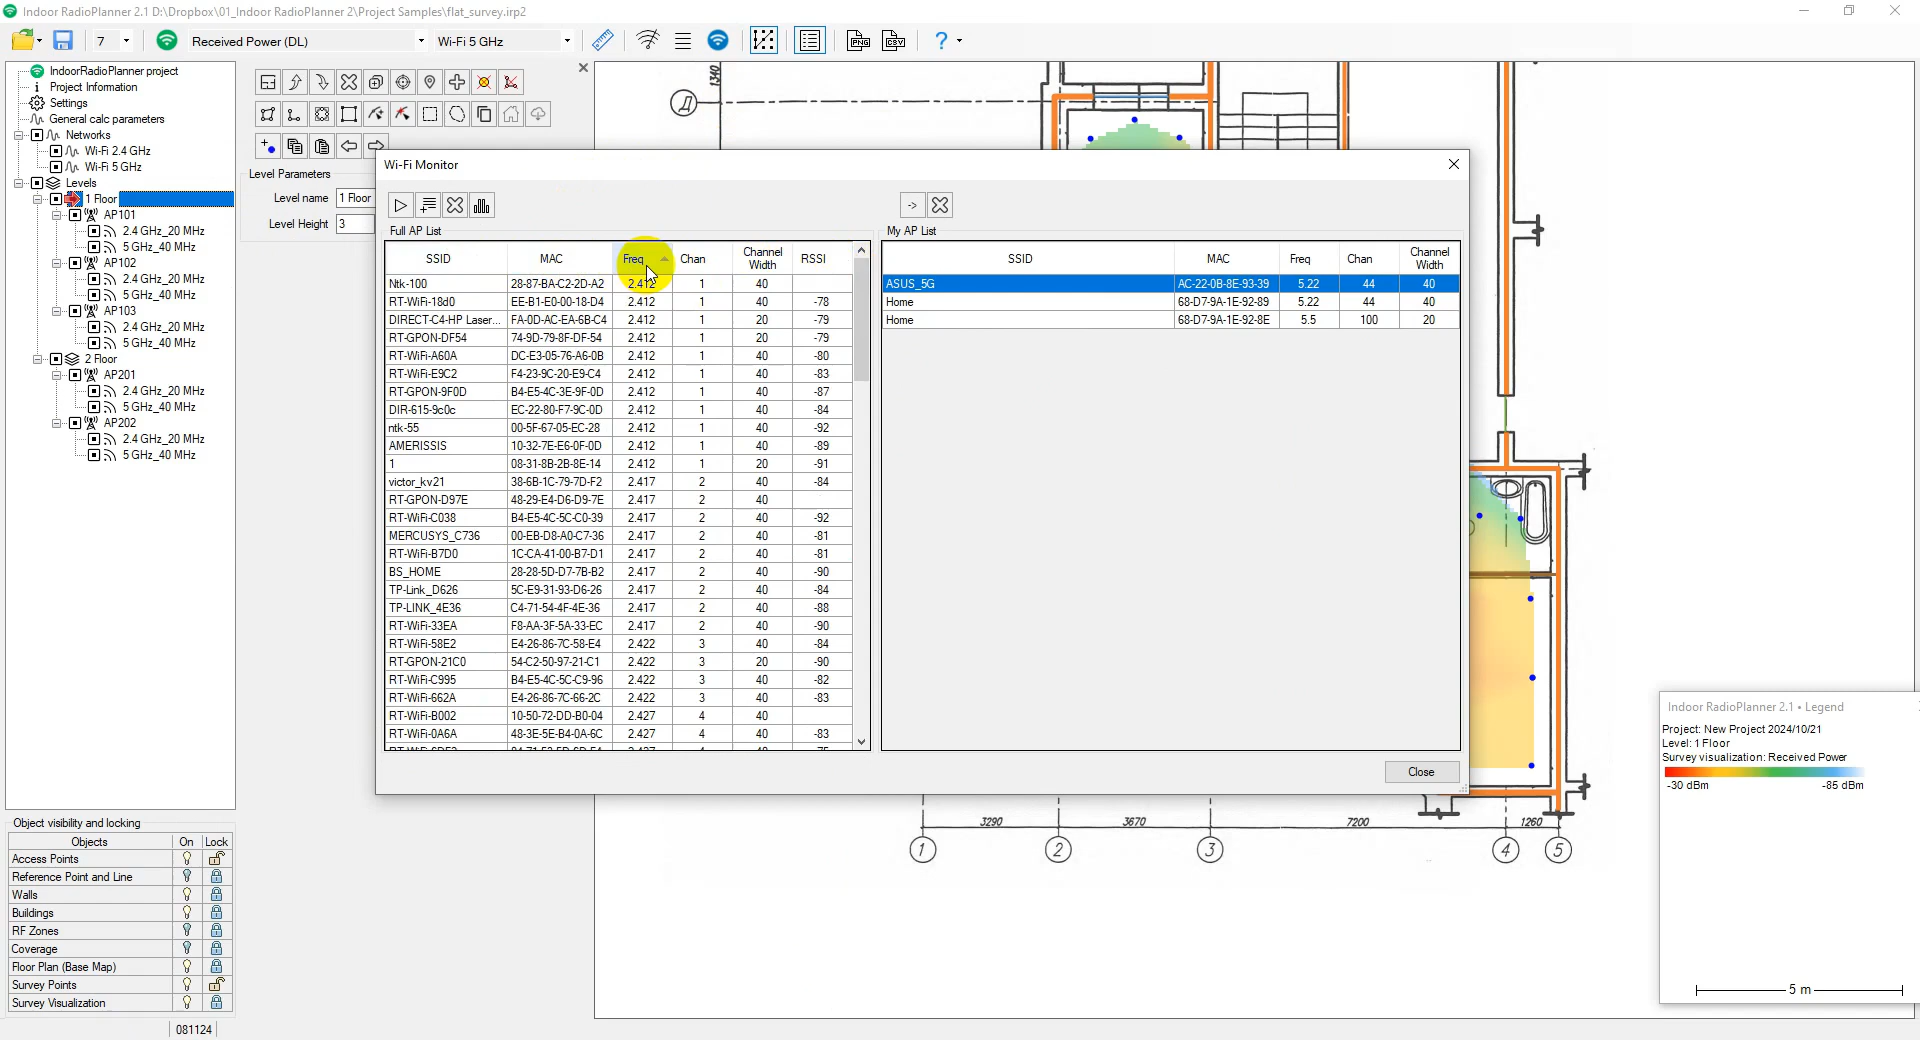 Indoor RadioPlanner 2.1 D:\Dropbox\01_Indoor RadioPlanner 2\Project Samples\flat_survey.irp2
7 Received Power (DL) Wi-Fi 5 GHz PNG CSV ?
IndoorRadioPlanner project
Project Information
Settings
General calc parameters
Networks
Wi-Fi 2.4 GHz
Wi-Fi 5 GHz
Levels
1 Floor
AP101
2.4 GHz_20 MHz
5 GHz_40 MHz
AP102
2.4 GHz_20 MHz
5 GHz_40 MHz
AP103
2.4 GHz_20 MHz
5 GHz_40 MHz
2 Floor
AP201
2.4 GHz_20 MHz
5 GHz_40 MHz
AP202
2.4 GHz_20 MHz
5 GHz_40 MHz
Level Parameters
Level name 1 Floor
Level Height 3
Object visibility and locking
Objects On Lock
Access Points
Reference Point and Line
Walls
Buildings
RF Zones
Coverage
Floor Plan (Base Map)
Survey Points
Survey Visualization
081124
1340
Д
Wi-Fi Monitor
Full AP List
SSID MAC Freq Chan Channel Width RSSI
Ntk-100 28-87-BA-C2-2D-A2 2.412 1 40
RT-WiFi-18d0 EE-B1-E0-00-18-D4 2.412 1 40 -78
DIRECT-C4-HP Laser... FA-0D-AC-EA-6B-C4 2.412 1 20 -79
RT-GPON-DF54 74-9D-79-8F-DF-54 2.412 1 20 -79
RT-WiFi-A60A DC-E3-05-76-A6-0B 2.412 1 40 -80
RT-WiFi-E9C2 F4-23-9C-20-E9-C4 2.412 1 40 -83
RT-GPON-9F0D B4-E5-4C-3E-9F-0D 2.412 1 40 -87
DIR-615-9c0c EC-22-80-F7-9C-0D 2.412 1 40 -84
ntk-55 00-5F-67-05-EC-28 2.412 1 40 -92
AMERISSIS 10-32-7E-E6-0F-0D 2.412 1 40 -89
1 08-31-8B-2B-8E-14 2.412 1 20 -91
victor_kv21 38-6B-1C-79-7D-F2 2.417 2 40 -84
RT-GPON-D97E 48-29-E4-D6-D9-7E 2.417 2 40
RT-WiFi-C038 B4-E5-4C-5C-C0-39 2.417 2 40 -92
MERCUSYS_C736 00-EB-D8-A0-C7-36 2.417 2 40 -81
RT-WiFi-B7D0 1C-CA-41-00-B7-D1 2.417 2 40 -81
BS_HOME 28-28-5D-D7-7B-B2 2.417 2 40 -90
TP-Link_D626 5C-E9-31-93-D6-26 2.417 2 40 -84
TP-LINK_4E36 C4-71-54-4F-4E-36 2.417 2 40 -88
RT-WiFi-33EA F8-AA-3F-5A-33-EC 2.417 2 40 -90
RT-WiFi-58E2 E4-26-86-7C-58-E4 2.422 3 40 -84
RT-GPON-21C0 54-C2-50-97-21-C1 2.422 3 20 -90
RT-WiFi-C995 B4-E5-4C-5C-C9-96 2.422 3 40 -82
RT-WiFi-662A E4-26-86-7C-66-2C 2.422 3 40 -83
RT-WiFi-B002 10-50-72-DD-B0-04 2.427 4 40
RT-WiFi-0A6A 48-3E-5E-B4-0A-6C 2.427 4 40 -83
->
My AP List
SSID MAC Freq Chan Channel Width
ASUS_5G AC-22-0B-8E-93-39 5.22 44 40
Home 68-D7-9A-1E-92-89 5.22 44 40
Home 68-D7-9A-1E-92-8E 5.5 100 20
Close
3290 3670 7200 1260
1 2 3 4 5
Indoor RadioPlanner 2.1 • Legend
Project: New Project 2024/10/21
Level: 1 Floor
Survey visualization: Received Power
-30 dBm -85 dBm
5 m